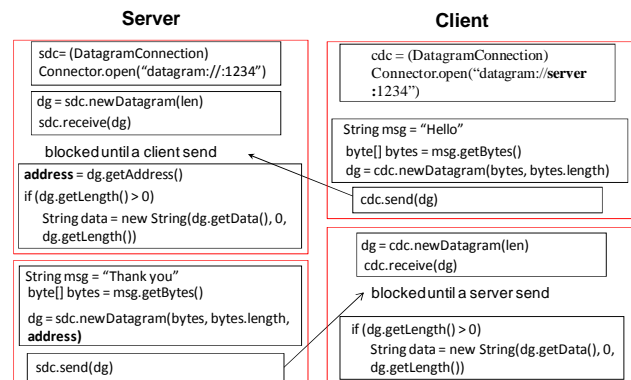 Server
sdc= (DatagramConnection)
Connector.open(“datagram://:1234”)
dg = sdc.newDatagram(len)
sdc.receive(dg)
blocked until a client send
address = dg.getAddress()
if (dg.getLength() > 0)
String data = new String(dg.getData(), 0,
dg.getLength())
String msg = “Thank you”
byte[] bytes = msg.getBytes()
dg = sdc.newDatagram(bytes, bytes.length,
address)
sdc.send(dg)
Client
cdc = (DatagramConnection)
Connector.open(“datagram://server
:1234”)
String msg = “Hello”
byte[] bytes = msg.getBytes()
dg = cdc.newDatagram(bytes, bytes.length)
cdc.send(dg)
dg = cdc.newDatagram(len)
cdc.receive(dg)
blocked until a server send
if (dg.getLength() > 0)
String data = new String(dg.getData(), 0,
dg.getLength())